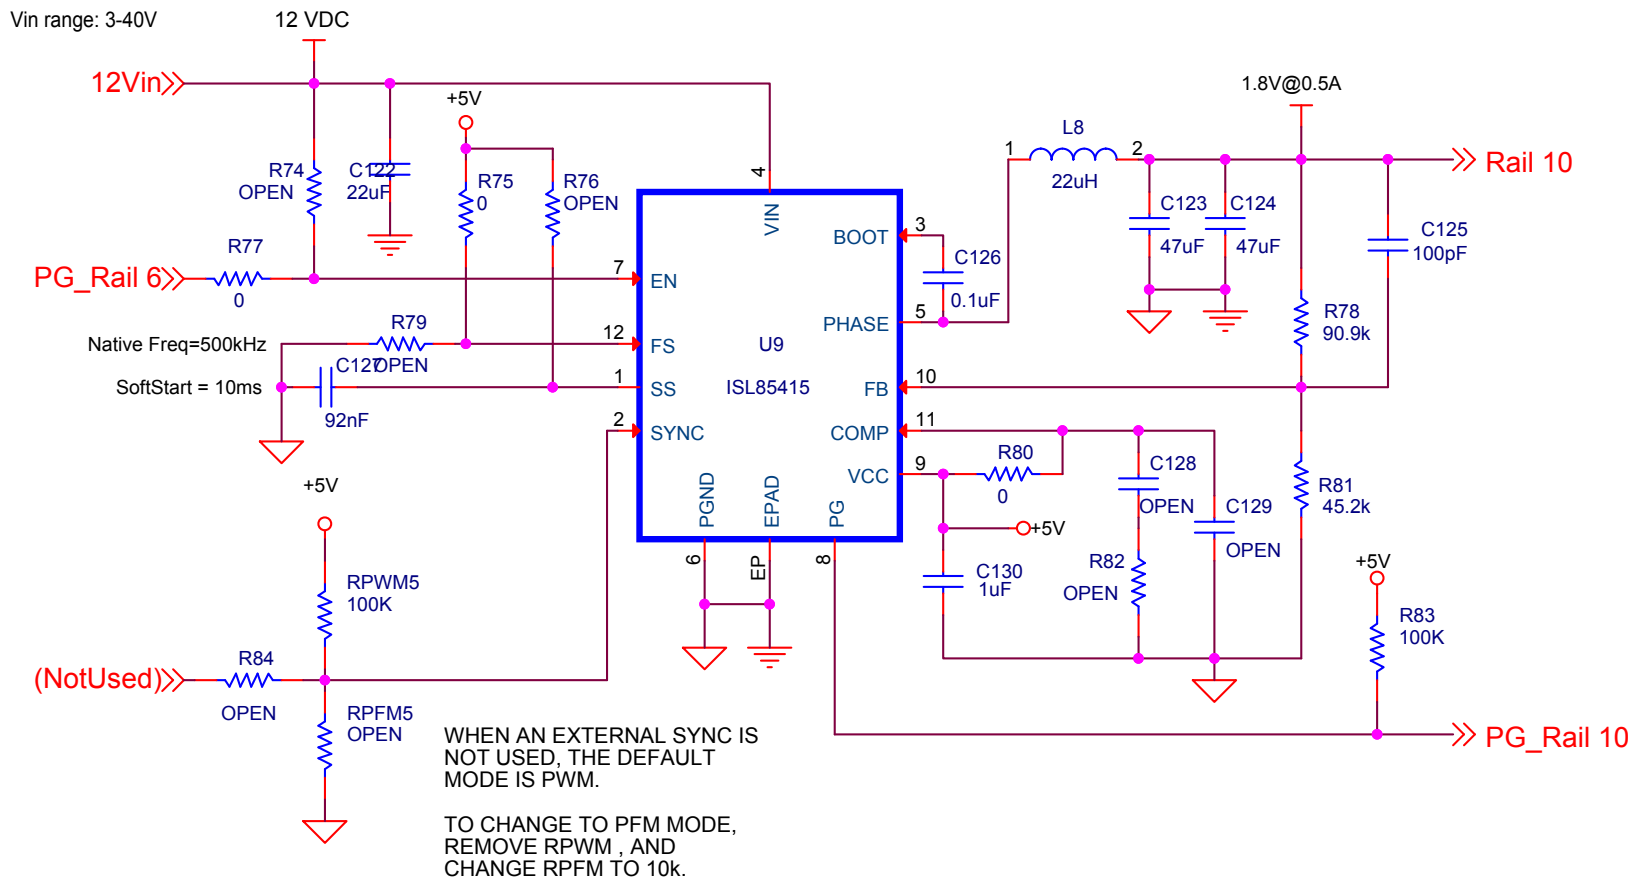 Vin range: 3-40V
12 VDC
12Vin
+5V
1.8V@0.5A
L8
1
2
22uH
Rail 10
R74
OPEN
C122
22uF
R75
0
R76
OPEN
4
VIN
BOOT
3
C126
0.1uF
C123
47uF
C124
47uF
C125
100pF
R77
0
PG_Rail 6
7
EN
PHASE
5
R78
90.9k
Native Freq=500kHz
R79
OPEN
12
FS
U9
ISL85415
SoftStart = 10ms
C127
92nF
1
SS
FB
10
2
SYNC
COMP
11
VCC
9
R80
0
C128
OPEN
C129
OPEN
R81
45.2k
+5V
PGND
EPAD
PG
6
EP
8
+5V
C130
1uF
R82
OPEN
+5V
R83
100K
RPWM5
100K
(NotUsed)
R84
OPEN
RPFM5
OPEN
PG_Rail 10
WHEN AN EXTERNAL SYNC IS
NOT USED, THE DEFAULT
MODE IS PWM.
TO CHANGE TO PFM MODE,
REMOVE RPWM , AND
CHANGE RPFM TO 10k.